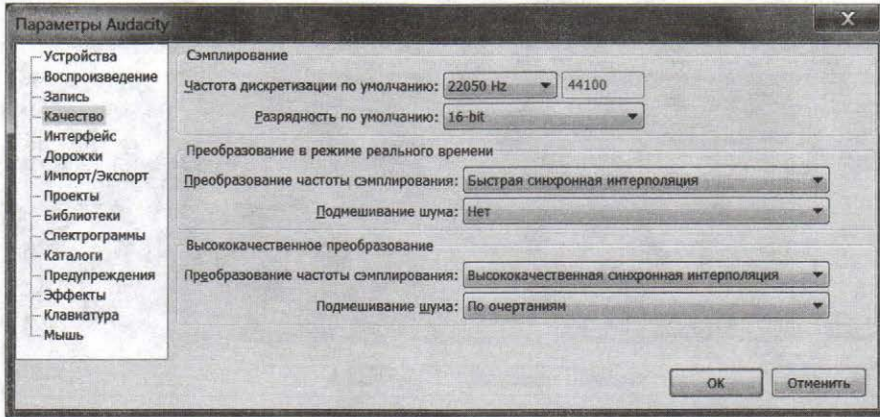 Параметры Audacity
Устройства
Воспроизведение
Запись
Качество
Интерфейс
Дорожки
Импорт/Экспорт
Проекты
Библиотеки
Спектрограммы
Каталоги
Предупреждения
Эффекты
Клавиатура
Мышь
Сэмплирование
Частота дискретизации по умолчанию: 22050 Hz 44100
Разрядность по умолчанию: 16-bit
Преобразование в режиме реального времени
Преобразование частоты сэмплирования: Быстрая синхронная интерполяция
Подмешивание шума: Нет
Высококачественное преобразование
Преобразование частоты сэмплирования: Высококачественная синхронная интерполяция
Подмешивание шума: По очертаниям
OK Отменить